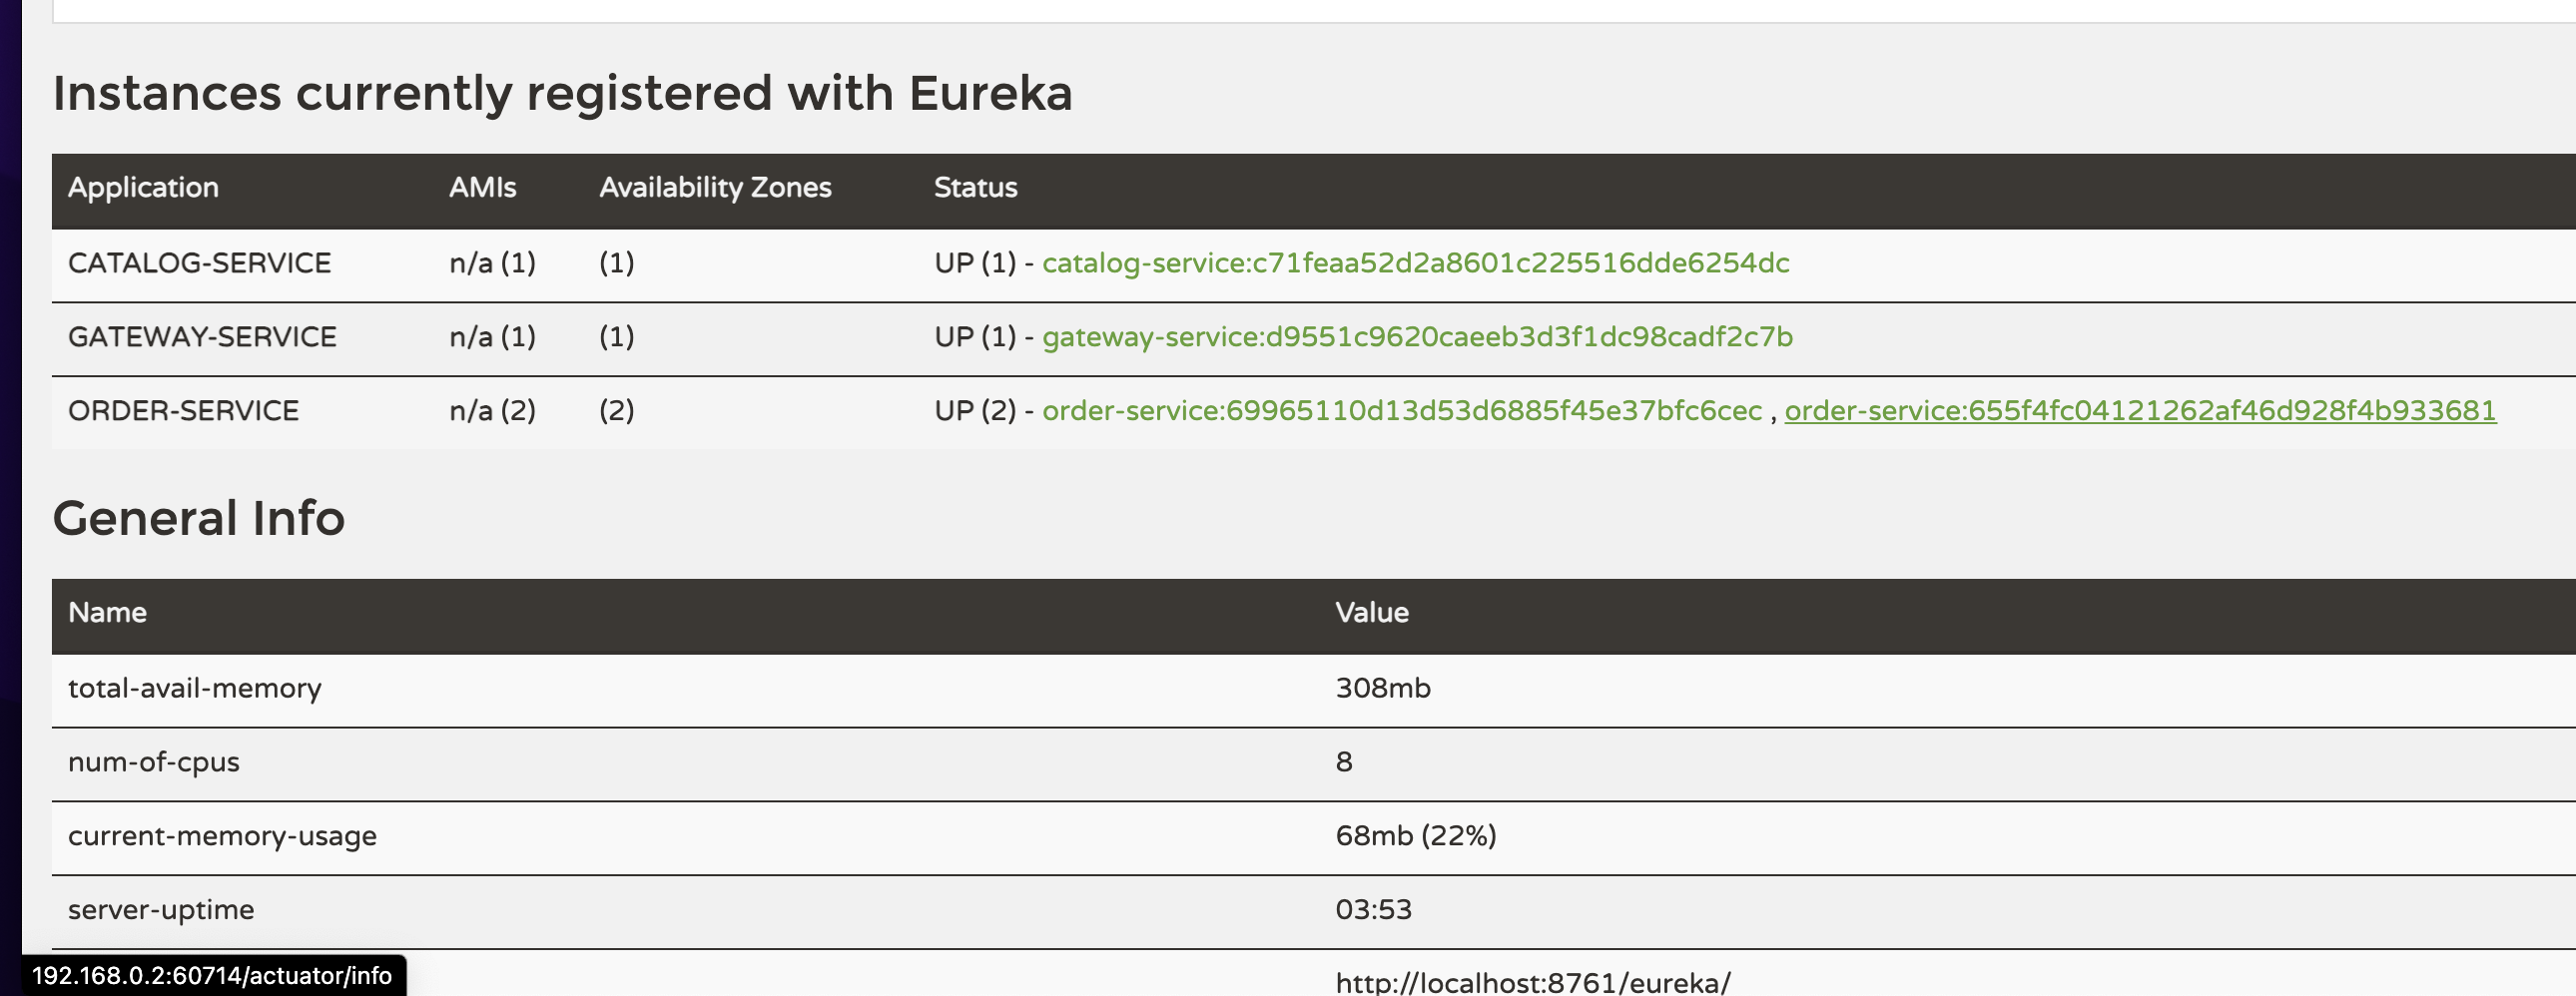 Instances currently registered with Eureka
Application AMIs Availability Zones Status
CATALOG-SERVICE n/a (1) (1) UP (1) - catalog-service:c71feaa52d2a8601c225516dde6254dc
GATEWAY-SERVICE n/a (1) (1) UP (1) - gateway-service:d9551c9620caeeb3d3f1dc98cadf2c7b
ORDER-SERVICE n/a (2) (2) UP (2) - order-service:69965110d13d53d6885f45e37bfc6cec , order-service:655f4fc04121262af46d928f4b933681
General Info
Name Value
total-avail-memory 308mb
num-of-cpus 8
current-memory-usage 68mb (22%)
server-uptime 03:53
192.168.0.2:60714/actuator/info
http://localhost:8761/eureka/